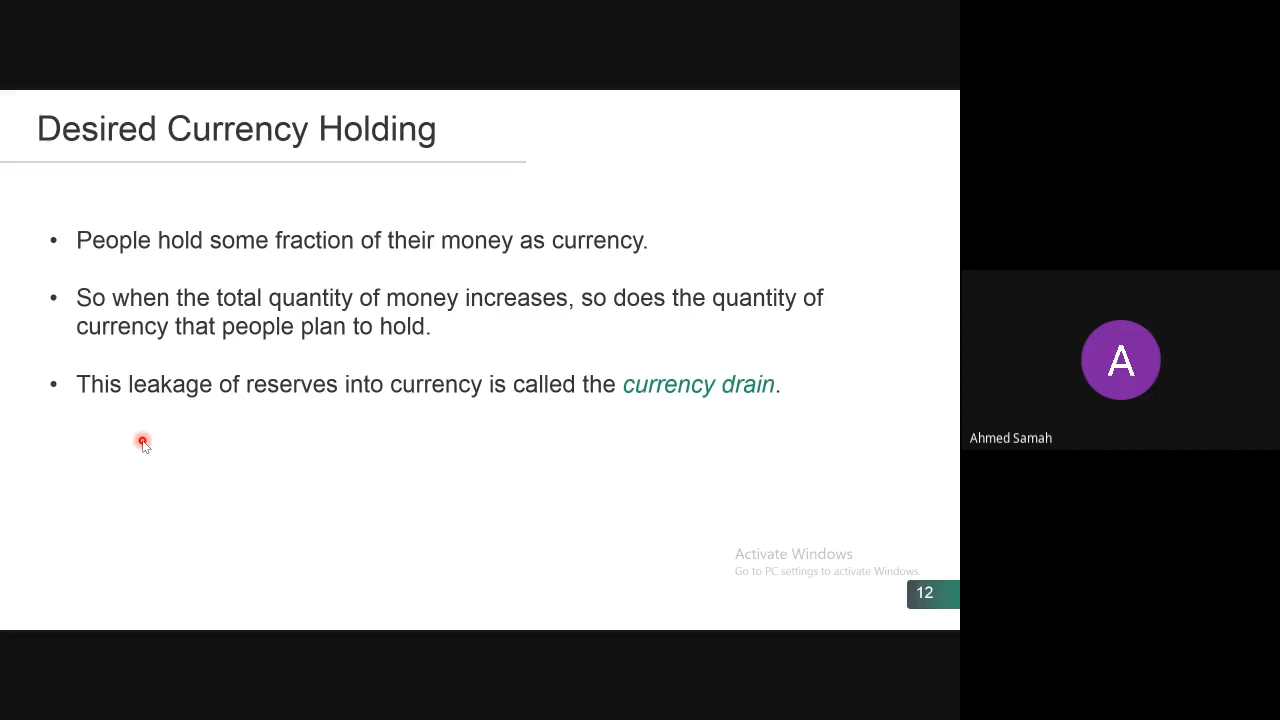 Desired Currency Holding
• People hold some fraction of their money as currency.
• So when the total quantity of money increases, so does the quantity of
currency that people plan to hold.
• This leakage of reserves into currency is called the currency drain.
Activate Windows
Go to PC settings to activate Windows.
12
A
Ahmed Samah